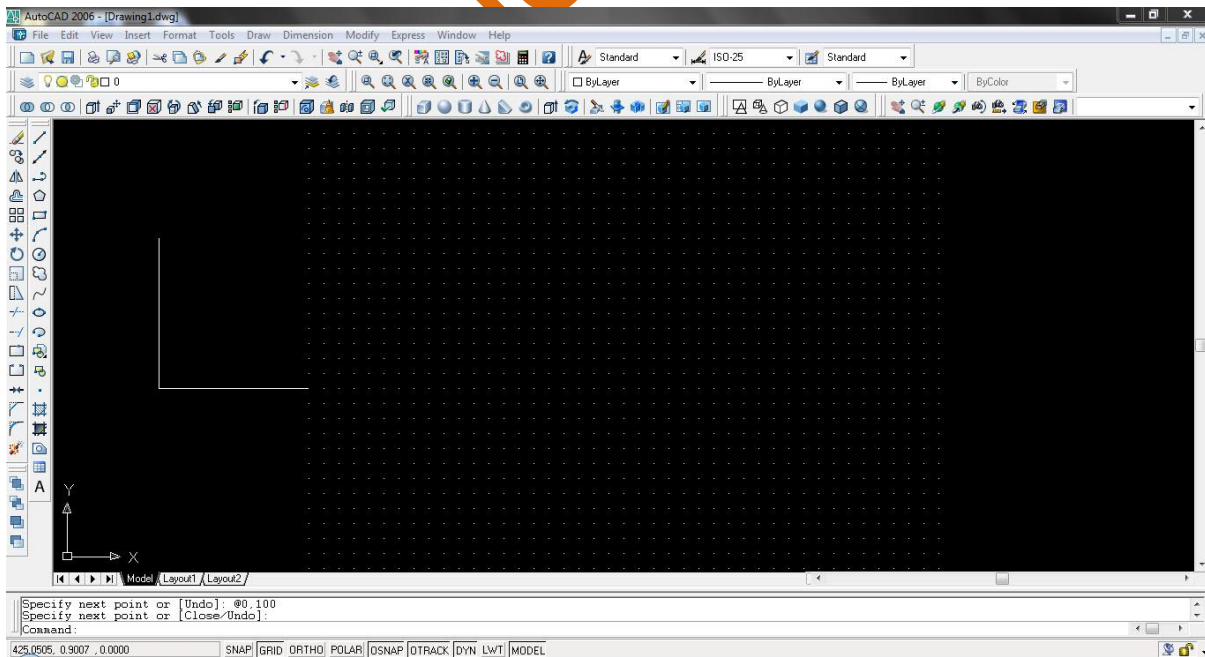 AutoCAD 2006 - [Drawing1.dwg]
File Edit View Insert Format Tools Draw Dimension Modify Express Window Help
Standard ISO-25 Standard
0 ByLayer ByLayer ByLayer ByColor
A
Y
X
Model Layout1 Layout2
Specify next point or [Undo]: @0,100
Specify next point or [Close/Undo]:
Command:
425.0505, 0.9007 , 0.0000 SNAP GRID ORTHO POLAR OSNAP OTRACK DYN LWT MODEL